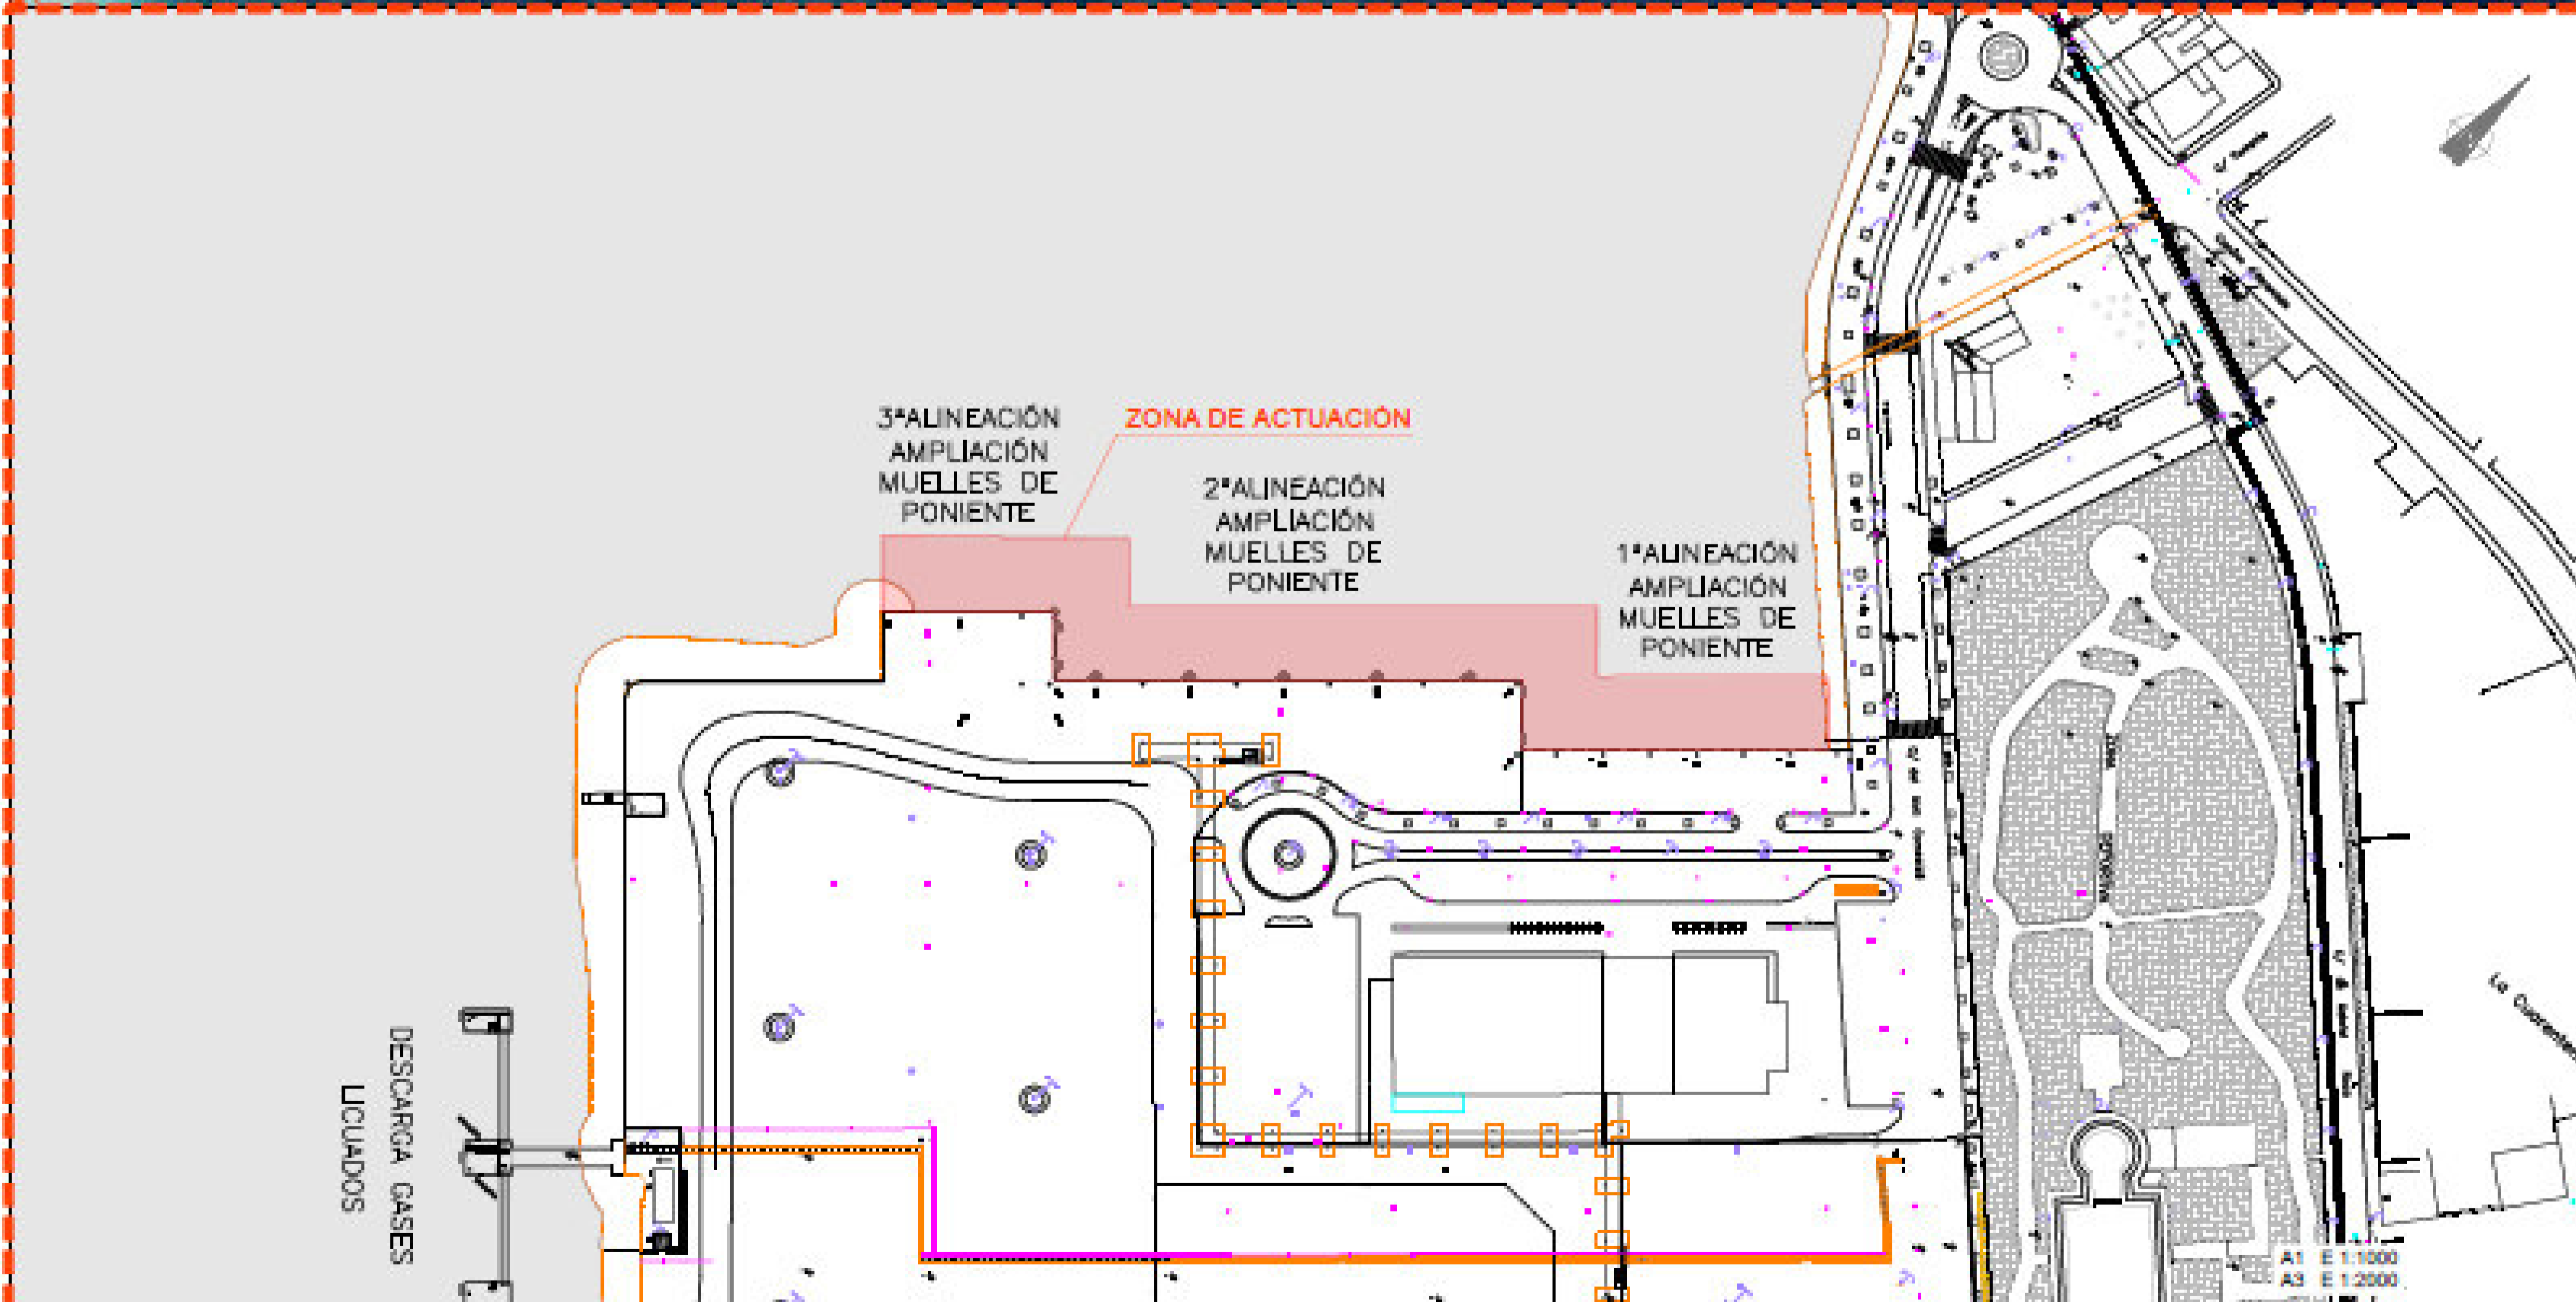 3ªALINEACIÓN
AMPLIACIÓN
MUELLES DE
PONIENTE
ZONA DE ACTUACIÓN
2ªALINEACIÓN
AMPLIACIÓN
MUELLES DE
PONIENTE
1ªALINEACIÓN
AMPLIACIÓN
MUELLES DE
PONIENTE
DESCARGA GASES
LICUADOS
A1 E 1:1000
A3 E 1:2000